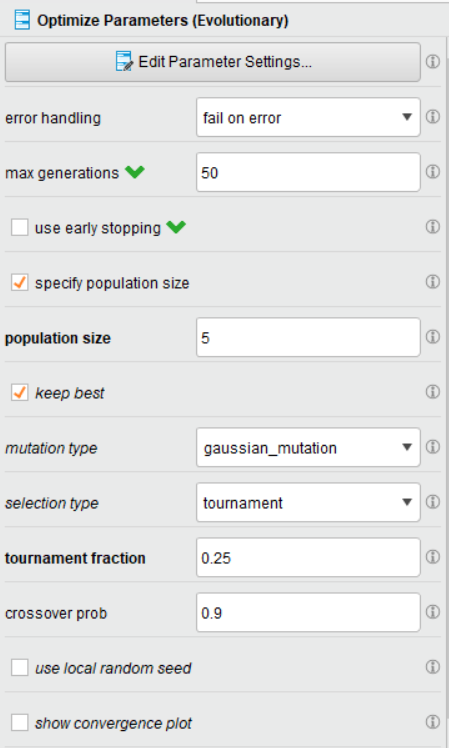 Optimize Parameters (Evolutionary)
Edit Parameter Settings...
error handling fail on error
max generations 50
use early stopping
specify population size
population size 5
keep best
mutation type gaussian_mutation
selection type tournament
tournament fraction 0.25
crossover prob 0.9
use local random seed
show convergence plot